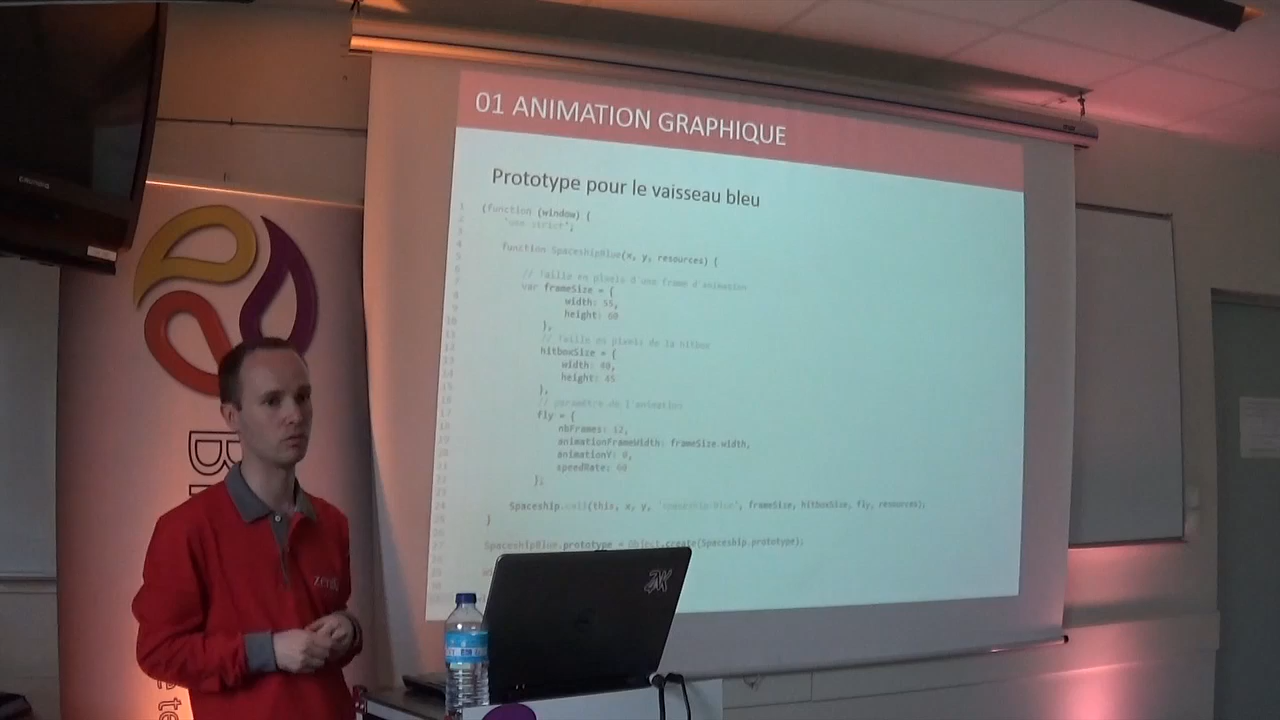 01 ANIMATION GRAPHIQUE
Prototype pour le vaisseau bleu
(function (window) {
'use strict';
function SpaceshipBlue(x, y, resources) {
// Taille en pixels d'une frame d'animation
var frameSize = {
width: 55,
height: 60
},
// Taille en pixels de la hitbox
hitboxSize = {
width: 40,
height: 45
},
// paramètre de l'animation
fly = {
nbFrames: 12,
animationFrameWidth: frameSize.width,
animationY: 0,
speedRate: 60
};
Spaceship.call(this, x, y, 'spaceship-blue', frameSize, hitboxSize, fly, resources);
}
SpaceshipBlue.prototype = Object.create(Spaceship.prototype);